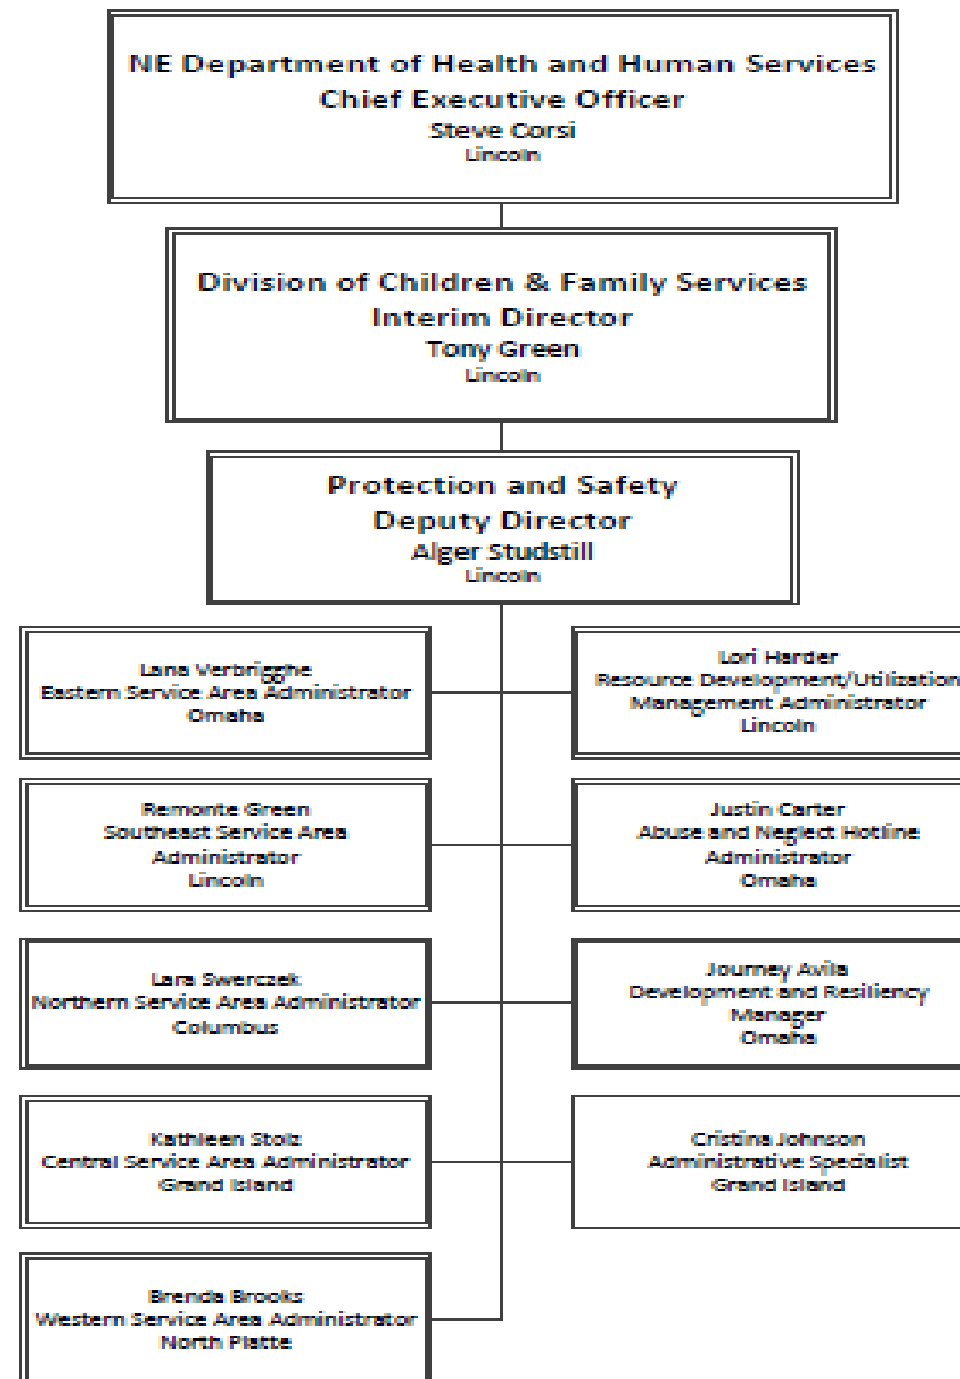 NE Department of Health and Human Services
Chief Executive Officer
Steve Corsi
Lincoln
Division of Children & Family Services
Interim Director
Tony Green
Lincoln
Protection and Safety
Deputy Director
Alger Studstill
Lincoln
Lana Verbrigghe
Eastern Service Area Administrator
Omaha
Lori Harder
Resource Development/Utilization
Management Administrator
Lincoln
Remonte Green
Southeast Service Area
Administrator
Lincoln
Justin Carter
Abuse and Neglect Hotline
Administrator
Omaha
Lara Swerczek
Northern Service Area Administrator
Columbus
Journey Avila
Development and Resiliency
Manager
Omaha
Kathleen Stolz
Central Service Area Administrator
Grand Island
Cristina Johnson
Administrative Specialist
Grand Island
Brenda Brooks
Western Service Area Administrator
North Platte